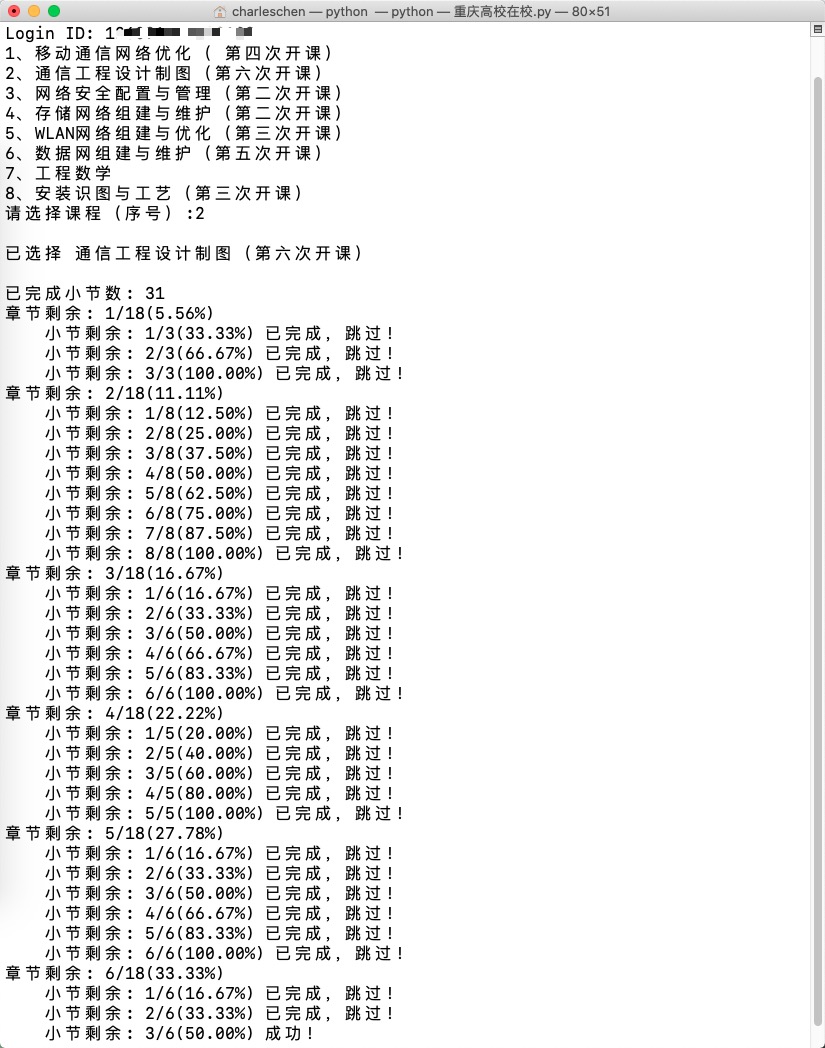 charleschen — python — python — 重庆高校在校.py — 80×51
Login ID:
1、移动通信网络优化（ 第四次开课）
2、通信工程设计制图（第六次开课）
3、网络安全配置与管理（第二次开课）
4、存储网络组建与维护（第二次开课）
5、WLAN网络组建与优化（第三次开课）
6、数据网组建与维护（第五次开课）
7、工程数学
8、安装识图与工艺（第三次开课）
请选择课程（序号）:2
已选择 通信工程设计制图（第六次开课）
已完成小节数: 31
章节剩余: 1/18(5.56%)
小节剩余: 1/3(33.33%) 已完成, 跳过!
小节剩余: 2/3(66.67%) 已完成, 跳过!
小节剩余: 3/3(100.00%) 已完成, 跳过!
章节剩余: 2/18(11.11%)
小节剩余: 1/8(12.50%) 已完成, 跳过!
小节剩余: 2/8(25.00%) 已完成, 跳过!
小节剩余: 3/8(37.50%) 已完成, 跳过!
小节剩余: 4/8(50.00%) 已完成, 跳过!
小节剩余: 5/8(62.50%) 已完成, 跳过!
小节剩余: 6/8(75.00%) 已完成, 跳过!
小节剩余: 7/8(87.50%) 已完成, 跳过!
小节剩余: 8/8(100.00%) 已完成, 跳过!
章节剩余: 3/18(16.67%)
小节剩余: 1/6(16.67%) 已完成, 跳过!
小节剩余: 2/6(33.33%) 已完成, 跳过!
小节剩余: 3/6(50.00%) 已完成, 跳过!
小节剩余: 4/6(66.67%) 已完成, 跳过!
小节剩余: 5/6(83.33%) 已完成, 跳过!
小节剩余: 6/6(100.00%) 已完成, 跳过!
章节剩余: 4/18(22.22%)
小节剩余: 1/5(20.00%) 已完成, 跳过!
小节剩余: 2/5(40.00%) 已完成, 跳过!
小节剩余: 3/5(60.00%) 已完成, 跳过!
小节剩余: 4/5(80.00%) 已完成, 跳过!
小节剩余: 5/5(100.00%) 已完成, 跳过!
章节剩余: 5/18(27.78%)
小节剩余: 1/6(16.67%) 已完成, 跳过!
小节剩余: 2/6(33.33%) 已完成, 跳过!
小节剩余: 3/6(50.00%) 已完成, 跳过!
小节剩余: 4/6(66.67%) 已完成, 跳过!
小节剩余: 5/6(83.33%) 已完成, 跳过!
小节剩余: 6/6(100.00%) 已完成, 跳过!
章节剩余: 6/18(33.33%)
小节剩余: 1/6(16.67%) 已完成, 跳过!
小节剩余: 2/6(33.33%) 已完成, 跳过!
小节剩余: 3/6(50.00%) 成功!